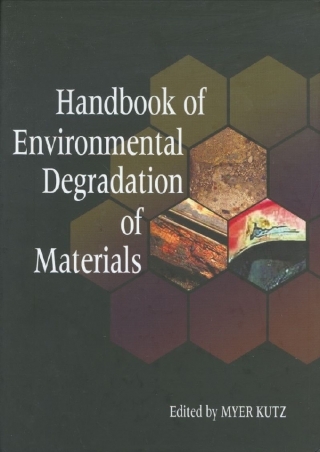 Handbook of
Environmental
Degradation
of
Materials
Edited by MYER KUTZ